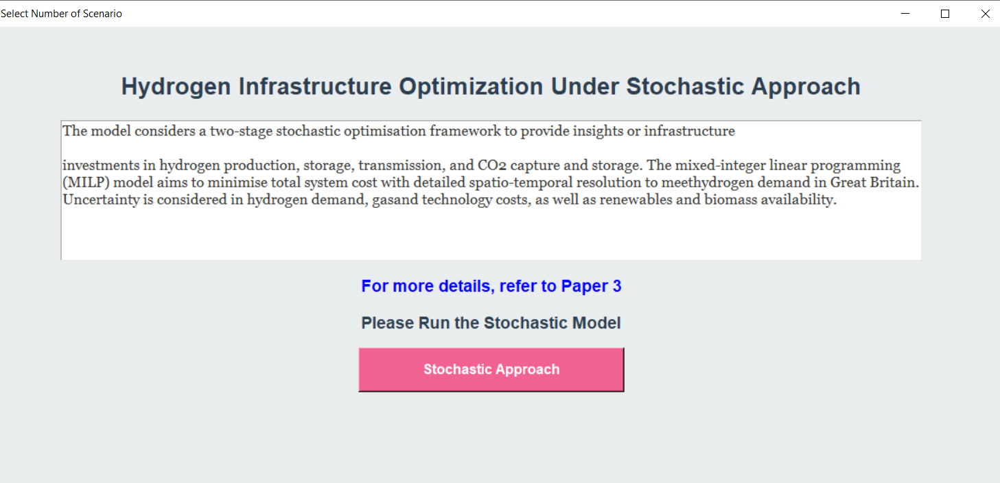 Select Number of Scenario
Hydrogen Infrastructure Optimization Under Stochastic Approach
The model considers a two-stage stochastic optimisation framework to provide insights or infrastructure
investments in hydrogen production, storage, transmission, and CO2 capture and storage. The mixed-integer linear programming
(MILP) model aims to minimise total system cost with detailed spatio-temporal resolution to meethydrogen demand in Great Britain.
Uncertainty is considered in hydrogen demand, gasand technology costs, as well as renewables and biomass availability.
For more details, refer to Paper 3
Please Run the Stochastic Model
Stochastic Approach